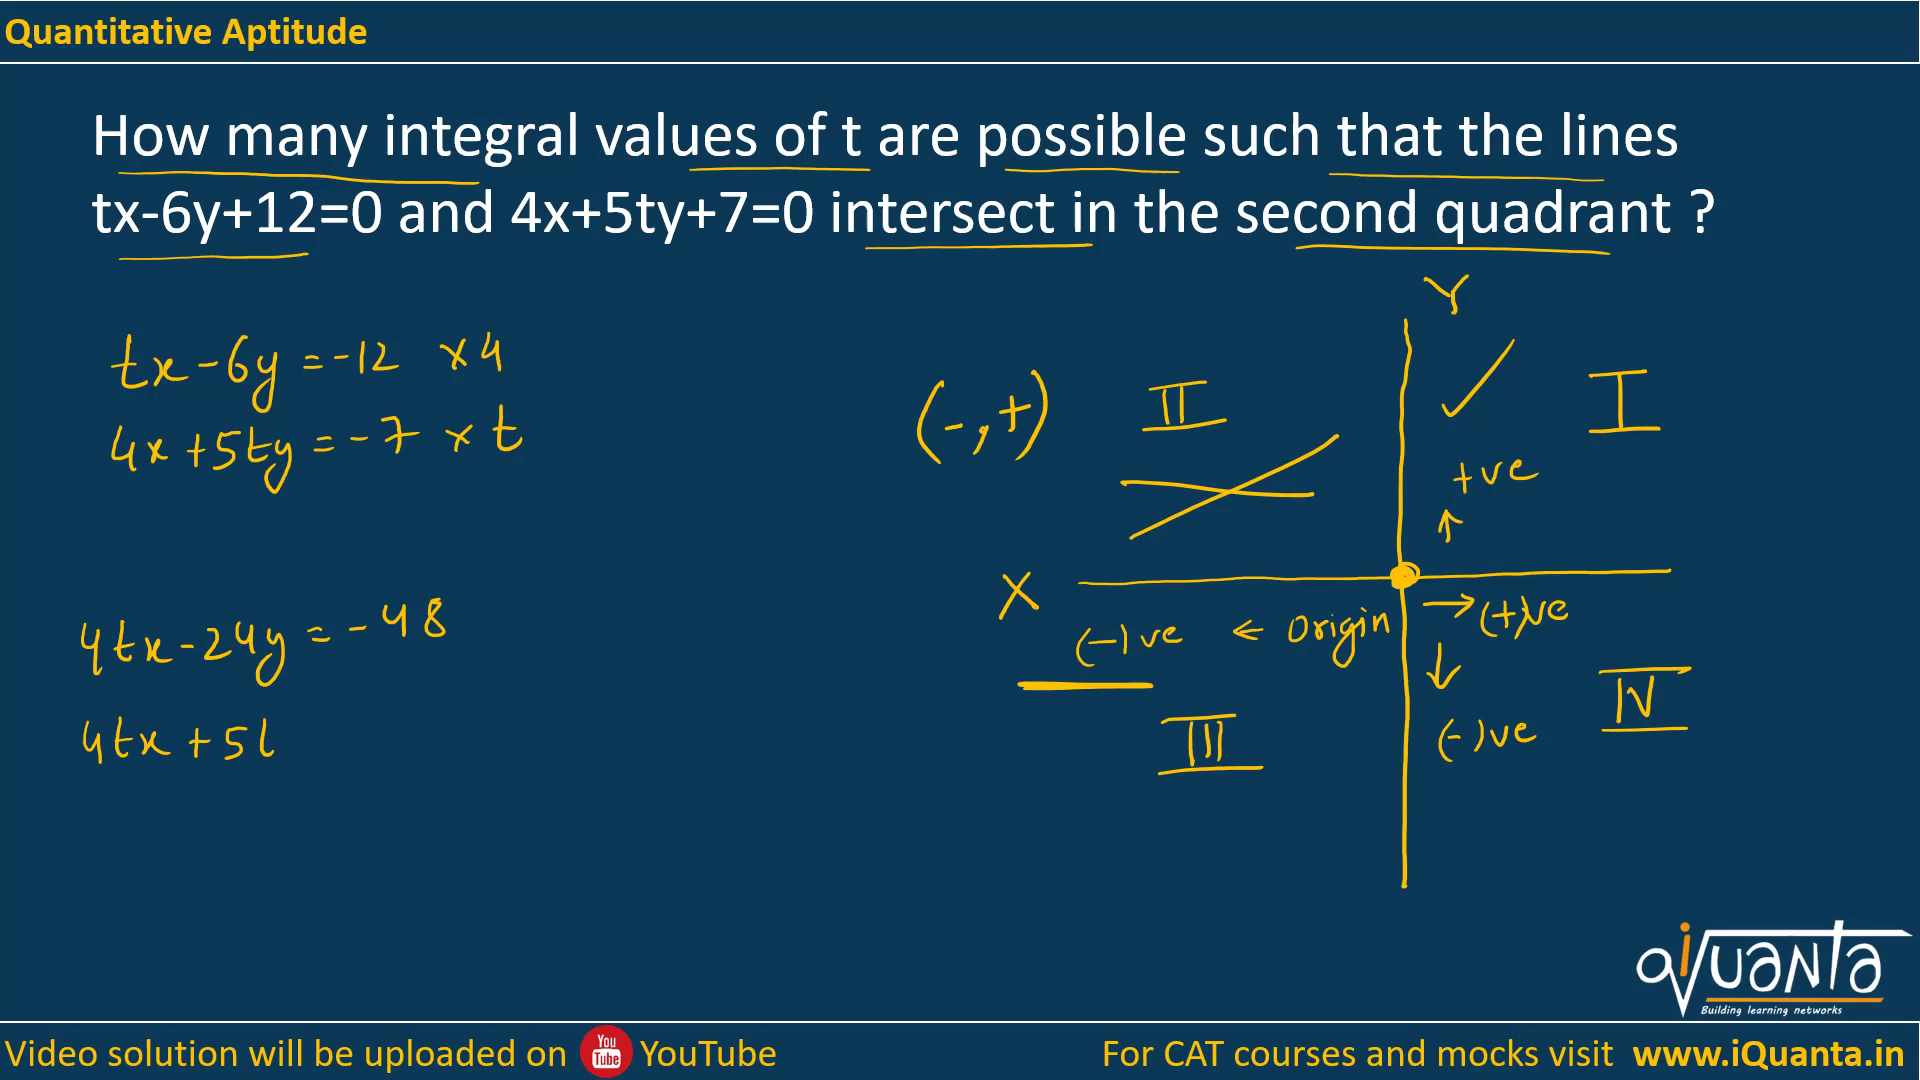 Quantitative Aptitude
How many integral values of t are possible such that the lines
tx-6y+12=0 and 4x+5ty+7=0 intersect in the second quadrant ?
Y
tx - 6y = -12 × 4
4x + 5ty = -7 × t
(-, +)
II
I
+ve
↑
4tx - 24y = -48
X
(-)ve ← Origin
→ (+)ve
↓
(-)ve
4tx + 5t
III
IV
iQuanta
Building learning networks
Video solution will be uploaded on You Tube YouTube
For CAT courses and mocks visit www.iQuanta.in